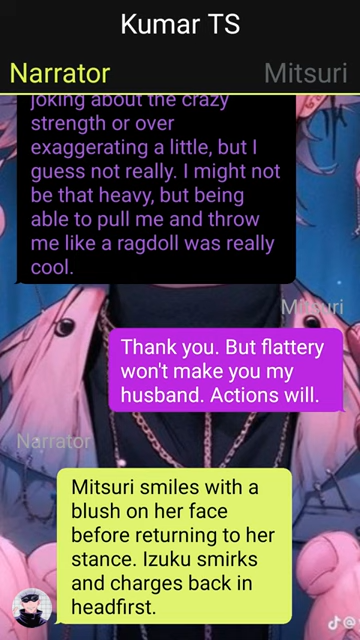 Kumar TS
Narrator
Mitsuri
joking about the crazy
strength or over
exaggerating a little, but I
guess not really. I might not
be that heavy, but being
able to pull me and throw
me like a ragdoll was really
cool.
Mitsuri
Thank you. But flattery
won't make you my
husband. Actions will.
Narrator
Mitsuri smiles with a
blush on her face
before returning to her
stance. Izuku smirks
and charges back in
headfirst.
@